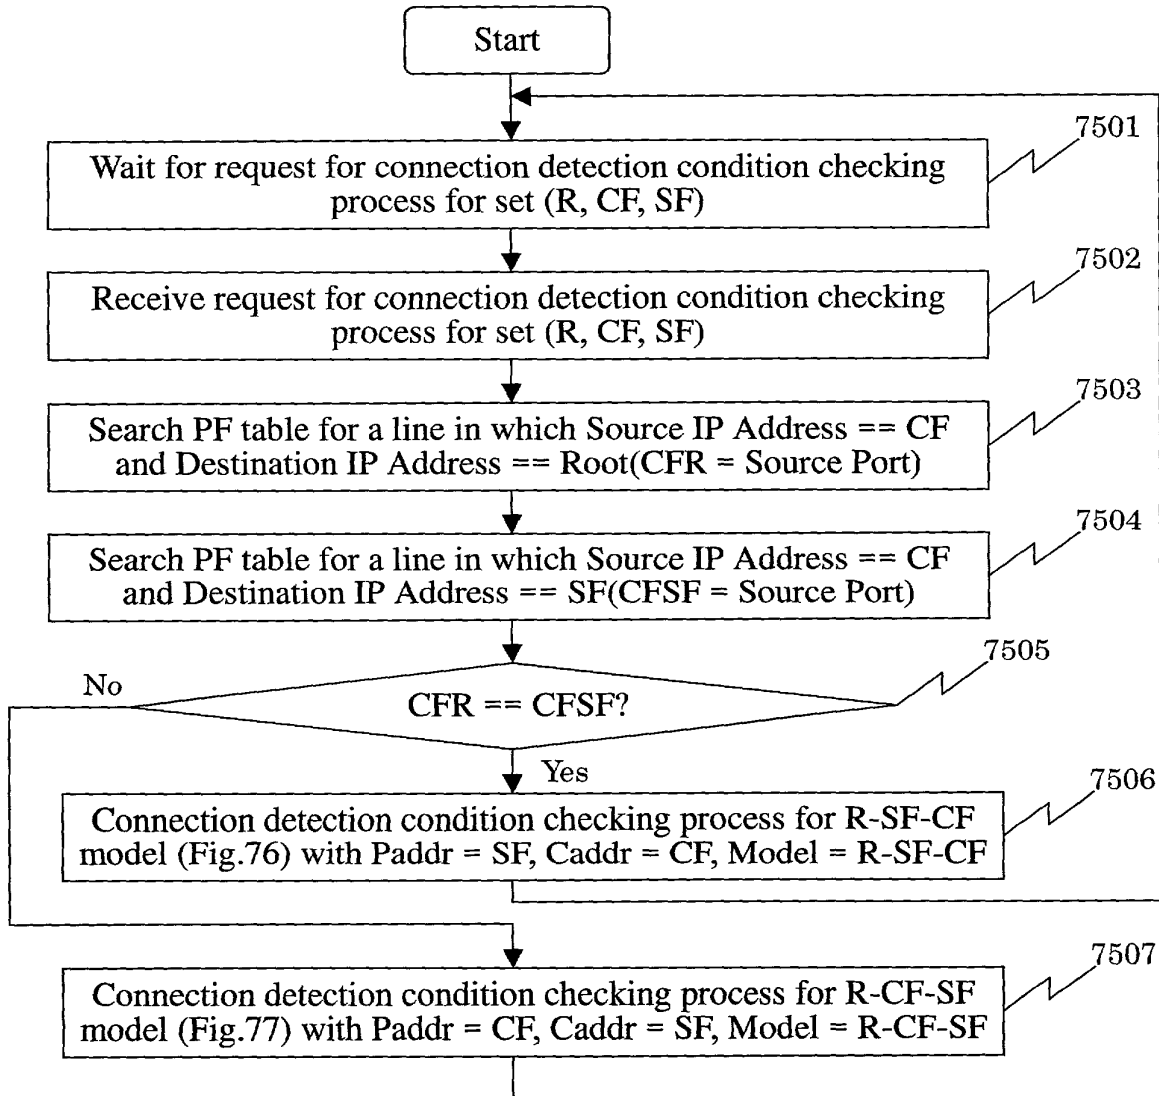 Start
7501
Wait for request for connection detection condition checking
process for set (R, CF, SF)
7502
Receive request for connection detection condition checking
process for set (R, CF, SF)
7503
Search PF table for a line in which Source IP Address == CF
and Destination IP Address == Root(CFR = Source Port)
7504
Search PF table for a line in which Source IP Address == CF
and Destination IP Address == SF(CFSF = Source Port)
7505
No
CFR == CFSF?
Yes
7506
Connection detection condition checking process for R-SF-CF
model (Fig.76) with Paddr = SF, Caddr = CF, Model = R-SF-CF
7507
Connection detection condition checking process for R-CF-SF
model (Fig.77) with Paddr = CF, Caddr = SF, Model = R-CF-SF